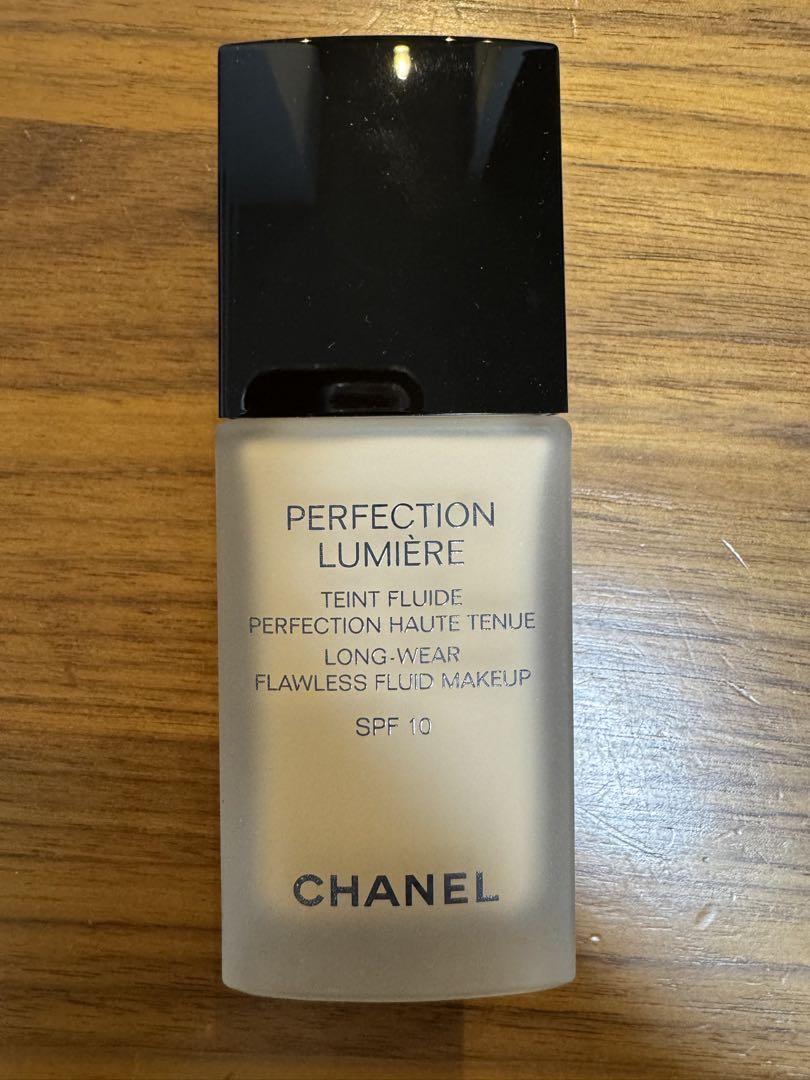 PERFECTION
LUMIÈRE
TEINT FLUIDE
PERFECTION HAUTE TENUE
LONG-WEAR
FLAWLESS FLUID MAKEUP
SPF 10
CHANEL